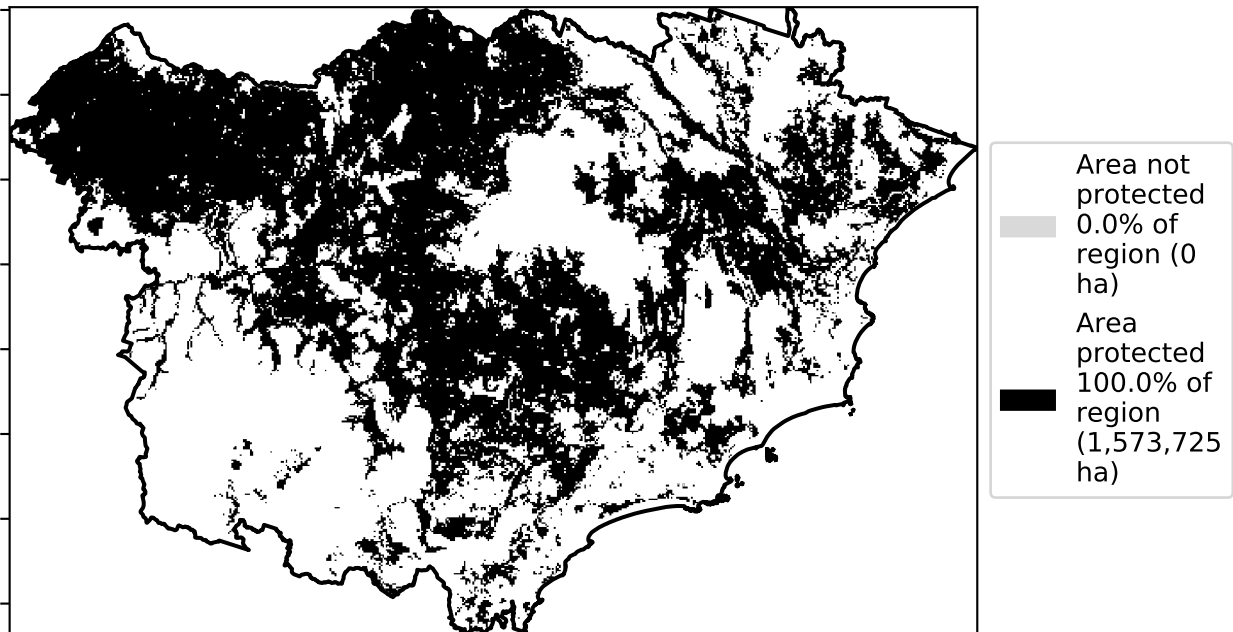 Area not
protected
0.0% of
region (0
ha)
Area
protected
100.0% of
region
(1,573,725
ha)